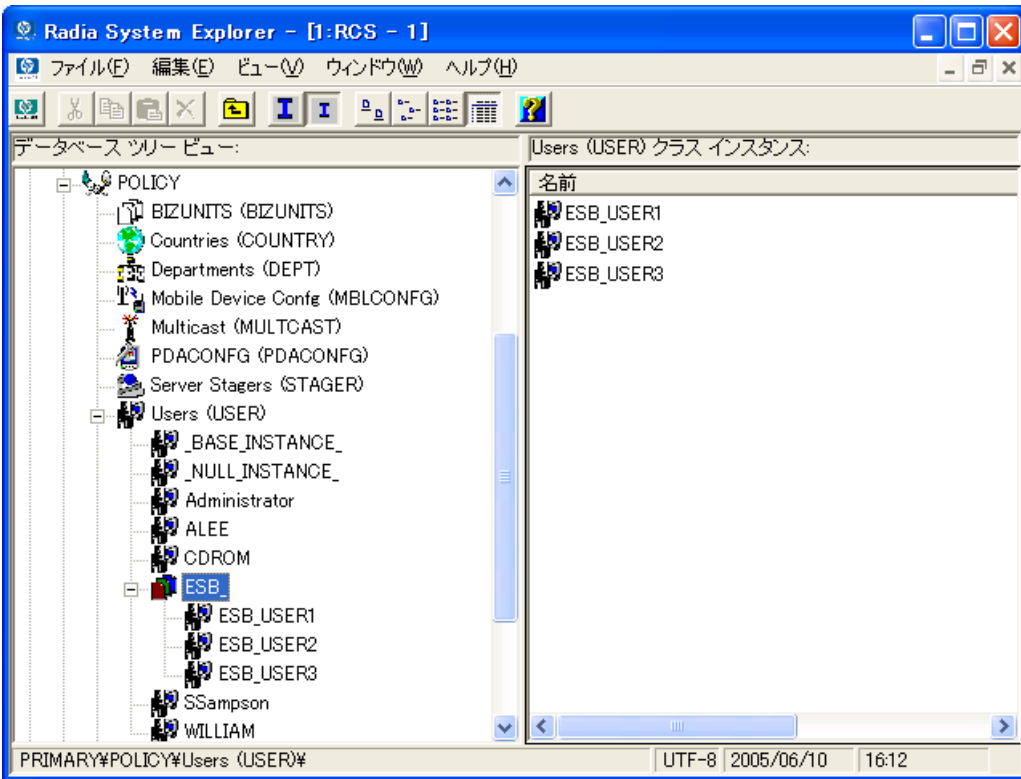 Radia System Explorer - [1:RCS - 1]
ファイル(F) 編集(E) ビュー(V) ウィンドウ(W) ヘルプ(H)
データベース ツリー ビュー:
Users (USER) クラス インスタンス:
POLICY
BIZUNITS (BIZUNITS)
Countries (COUNTRY)
Departments (DEPT)
Mobile Device Confg (MBLCONFG)
Multicast (MULTCAST)
PDACONFG (PDACONFG)
Server Stagers (STAGER)
Users (USER)
_BASE_INSTANCE_
_NULL_INSTANCE_
Administrator
ALEE
CDROM
ESB_
ESB_USER1
ESB_USER2
ESB_USER3
SSampson
WILLIAM
名前
ESB_USER1
ESB_USER2
ESB_USER3
PRIMARY¥POLICY¥Users (USER)¥
UTF-8 2005/06/10 16:12